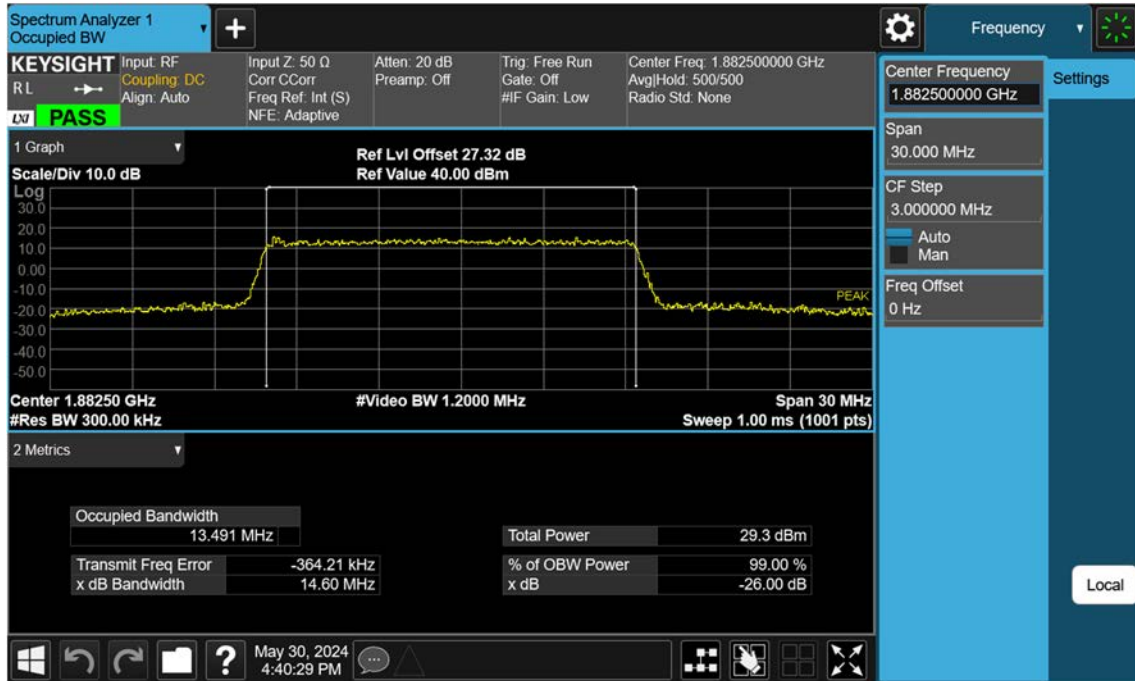 Spectrum Analyzer 1
Occupied BW
Frequency
KEYSIGHT
R L
LXI
PASS
Input: RF
Coupling: DC
Align: Auto
Input Z: 50 Ω
Corr CCorr
Freq Ref: Int (S)
NFE: Adaptive
Atten: 20 dB
Preamp: Off
Trig: Free Run
Gate: Off
#IF Gain: Low
Center Freq: 1.882500000 GHz
Avg|Hold: 500/500
Radio Std: None
Center Frequency
1.882500000 GHz
Settings
Span
30.000 MHz
CF Step
3.000000 MHz
Auto
Man
Freq Offset
0 Hz
Local
1 Graph
Scale/Div 10.0 dB
Ref Lvl Offset 27.32 dB
Ref Value 40.00 dBm
Log
30.0
20.0
10.0
0.00
-10.0
-20.0
-30.0
-40.0
-50.0
PEAK
Center 1.88250 GHz
#Video BW 1.2000 MHz
Span 30 MHz
#Res BW 300.00 kHz
Sweep 1.00 ms (1001 pts)
2 Metrics
Occupied Bandwidth
13.491 MHz
Total Power 29.3 dBm
Transmit Freq Error -364.21 kHz
% of OBW Power 99.00 %
x dB Bandwidth 14.60 MHz
x dB -26.00 dB
?
May 30, 2024
4:40:29 PM